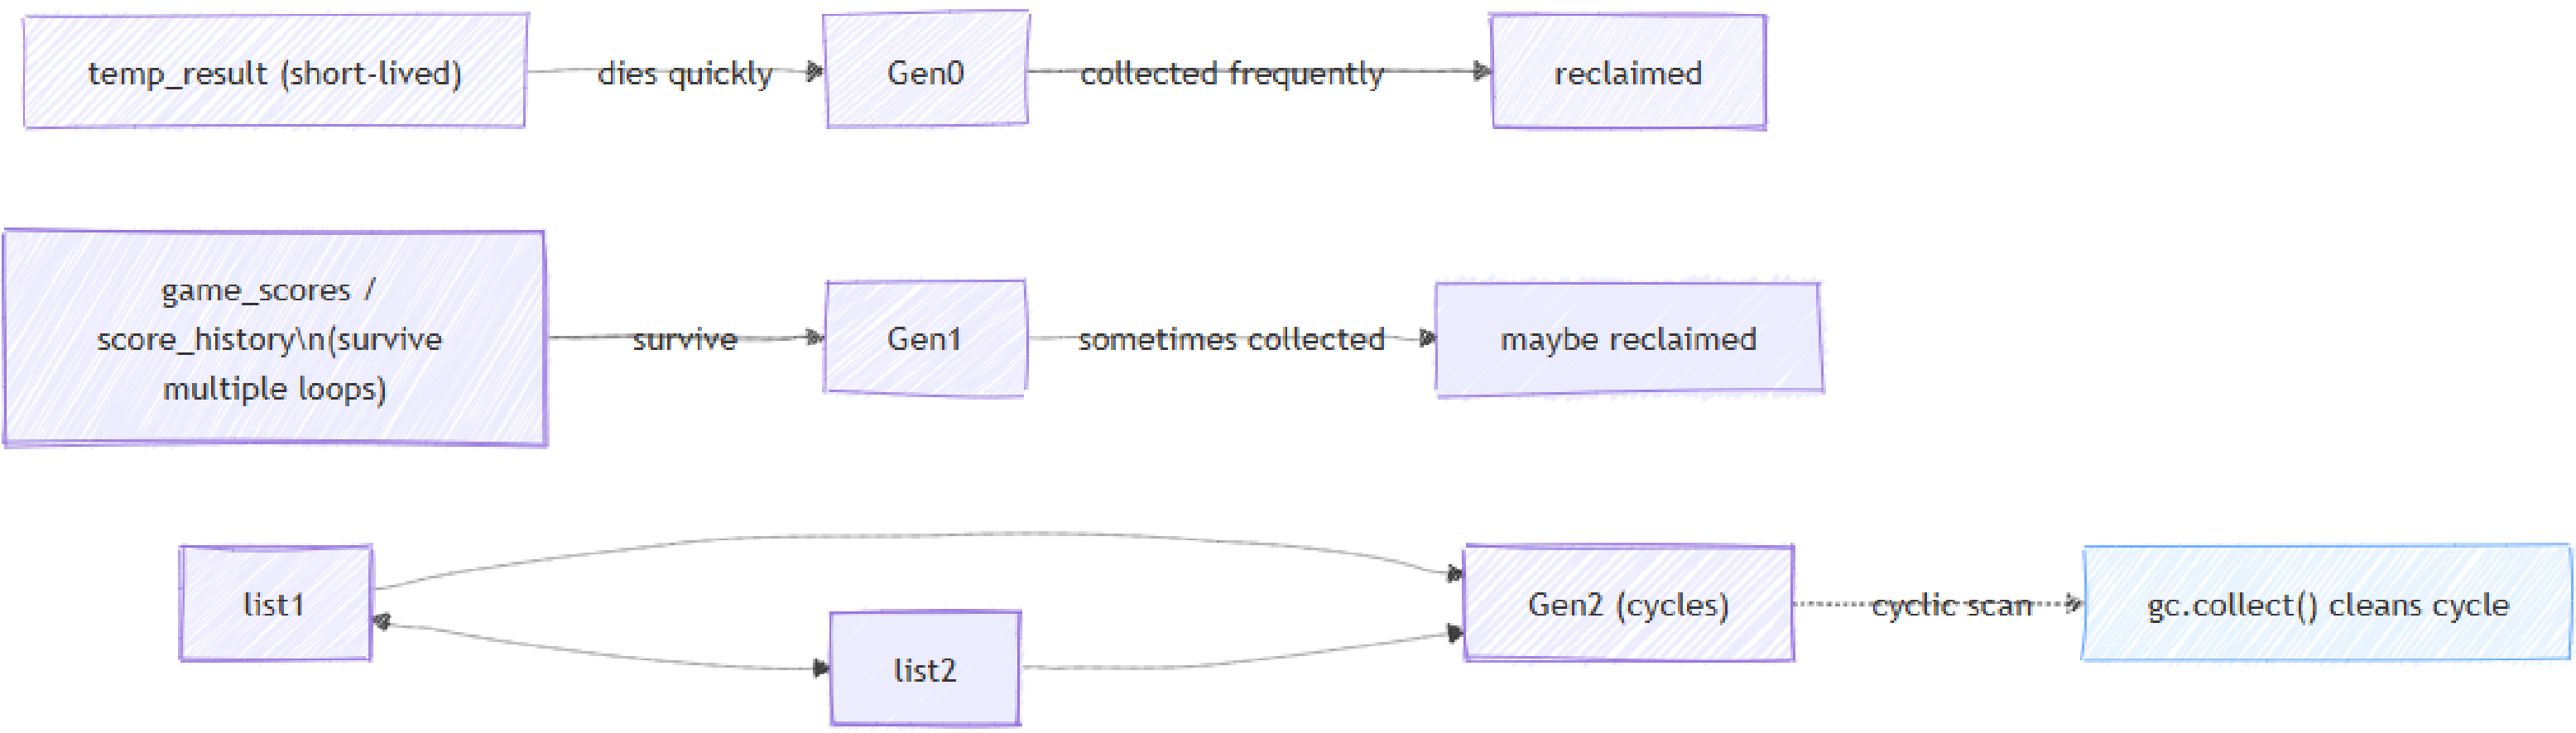 temp_result (short-lived)
dies quickly
Gen0
collected frequently
reclaimed
game_scores /
score_history\n(survive
multiple loops)
survive
Gen1
sometimes collected
maybe reclaimed
list1
list2
Gen2 (cycles)
cyclic scan
gc.collect() cleans cycle